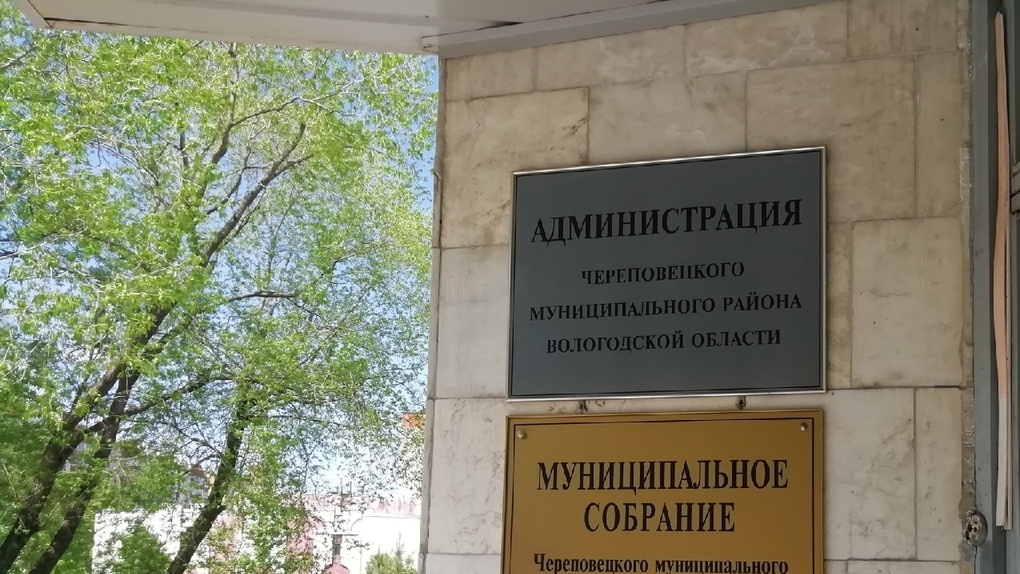 АДМИНИСТРАЦИЯ
ЧЕРЕПОВЕЦКОГО
МУНИЦИПАЛЬНОГО РАЙОНА
ВОЛОГОДСКОЙ ОБЛАСТИ
МУНИЦИПАЛЬНОЕ
СОБРАНИЕ
Череповецкого муниципального